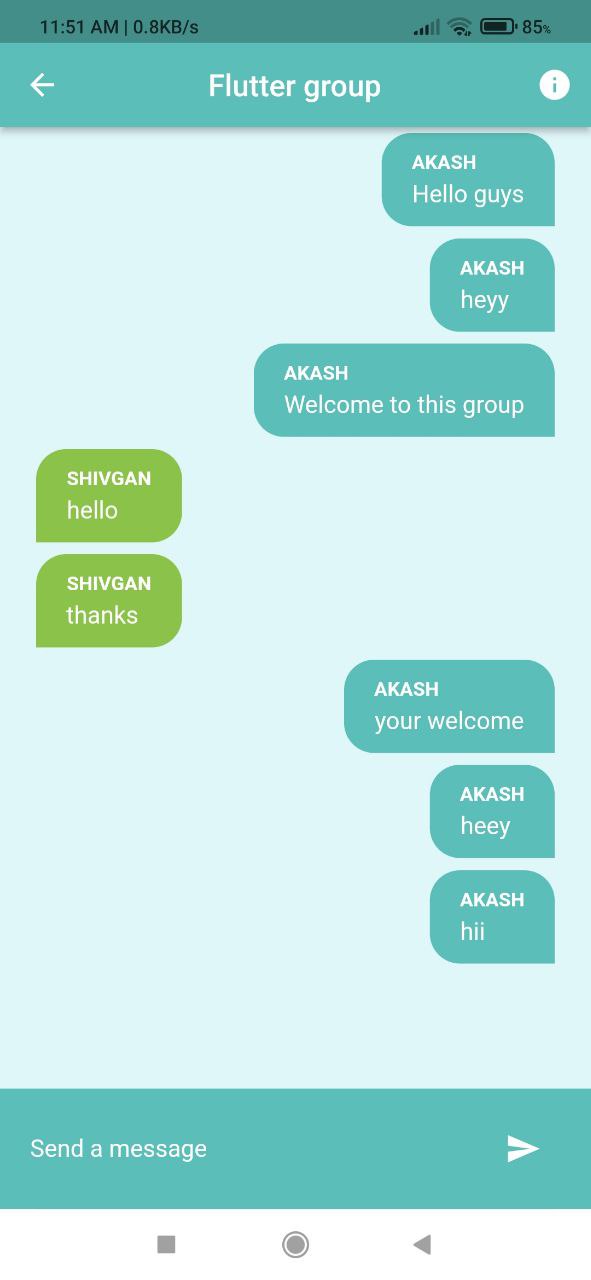 11:51 AM | 0.8KB/s 85%
Flutter group
AKASH
Hello guys
AKASH
heyy
AKASH
Welcome to this group
SHIVGAN
hello
SHIVGAN
thanks
AKASH
your welcome
AKASH
heey
AKASH
hii
Send a message